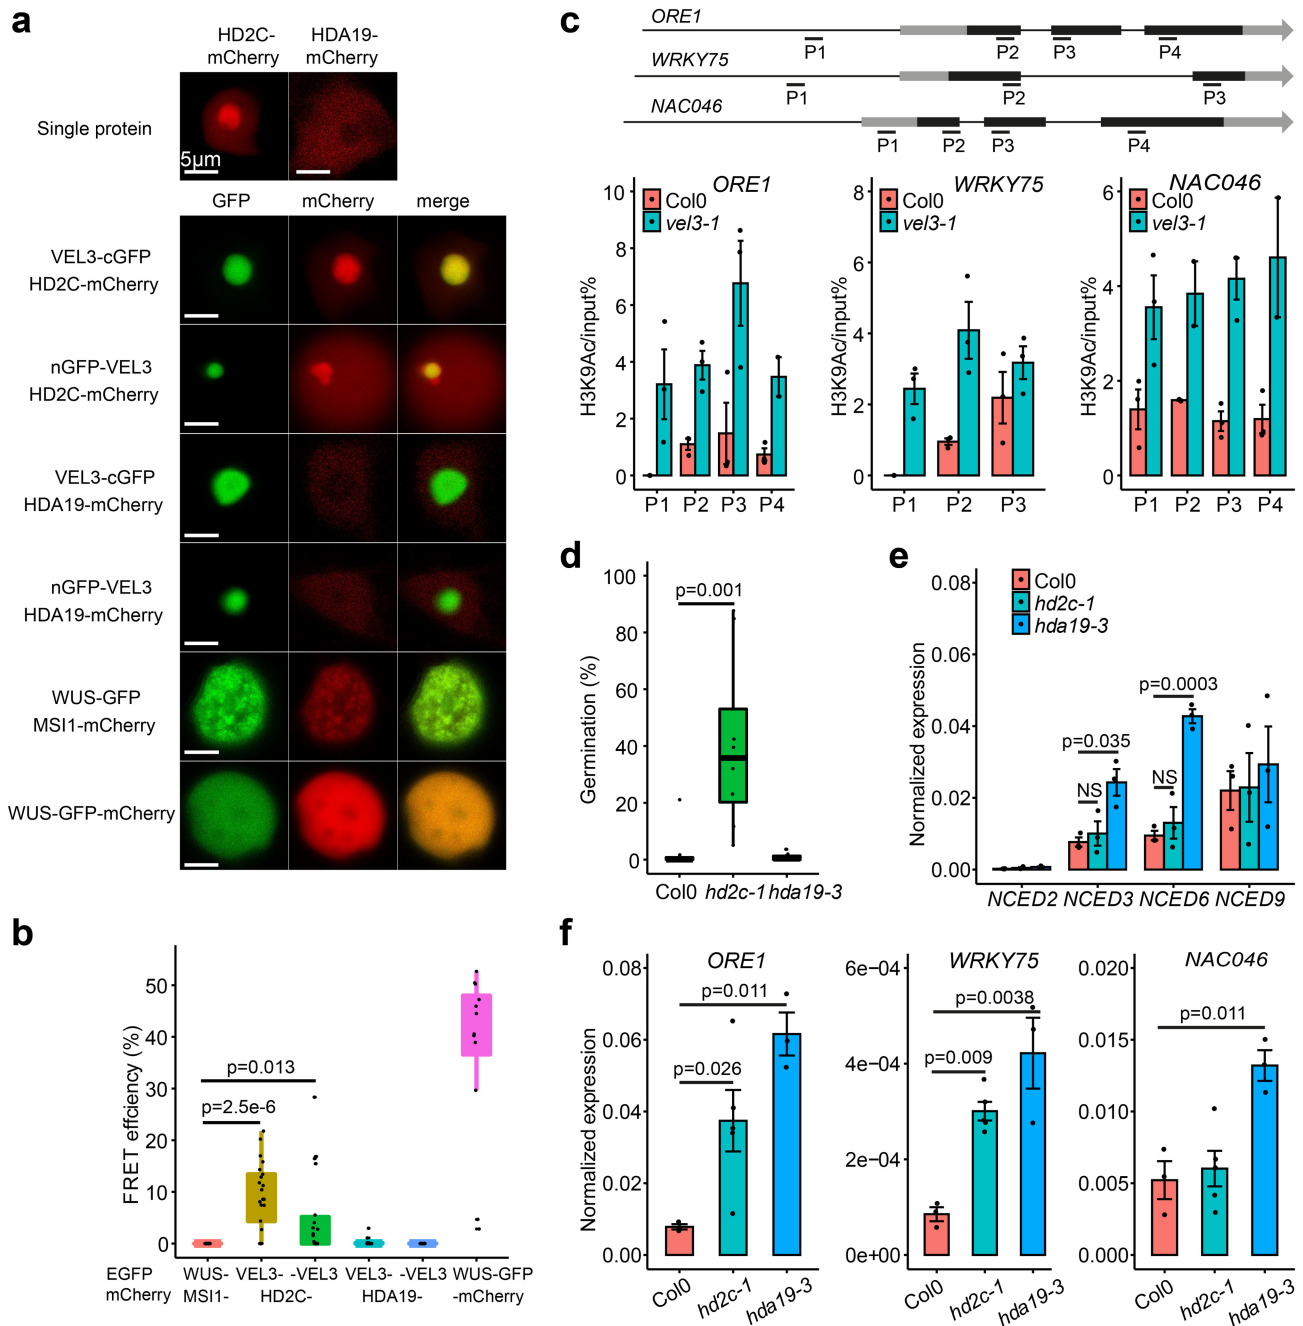 a
HD2C-
mCherry
HDA19-
mCherry
Single protein
5μm
GFP
mCherry
merge
VEL3-cGFP
HD2C-mCherry
nGFP-VEL3
HD2C-mCherry
VEL3-cGFP
HDA19-mCherry
nGFP-VEL3
HDA19-mCherry
WUS-GFP
MSI1-mCherry
WUS-GFP-mCherry
b
FRET effciency (%)
50
40
30
20
10
0
p=0.013
p=2.5e-6
EGFP WUS- VEL3- -VEL3 VEL3- -VEL3 WUS-GFP
mCherry MSI1- HD2C- HDA19- -mCherry
c
ORE1
P1 P2 P3 P4
WRKY75
P1 P2 P3
NAC046
P1 P2 P3 P4
ORE1
Col0
vel3-1
H3K9Ac/input%
10
8
6
4
2
0
P1 P2 P3 P4
WRKY75
Col0
vel3-1
H3K9Ac/input%
8
6
4
2
0
P1 P2 P3
NAC046
Col0
vel3-1
H3K9Ac/input%
6
4
2
0
P1 P2 P3 P4
d
Germination (%)
100
80
60
40
20
0
p=0.001
Col0 hd2c-1 hda19-3
e
Normalized expression
0.08
0.06
0.04
0.02
0.00
Col0
hd2c-1
hda19-3
p=0.0003
p=0.035
NS
NS
NCED2 NCED3 NCED6 NCED9
f
Normalized expression
ORE1
0.08
0.06
0.04
0.02
0.00
p=0.011
p=0.026
Col0 hd2c-1 hda19-3
WRKY75
6e−04
4e−04
2e−04
0e+00
p=0.0038
p=0.009
Col0 hd2c-1 hda19-3
NAC046
0.020
0.015
0.010
0.005
0.000
p=0.011
Col0 hd2c-1 hda19-3